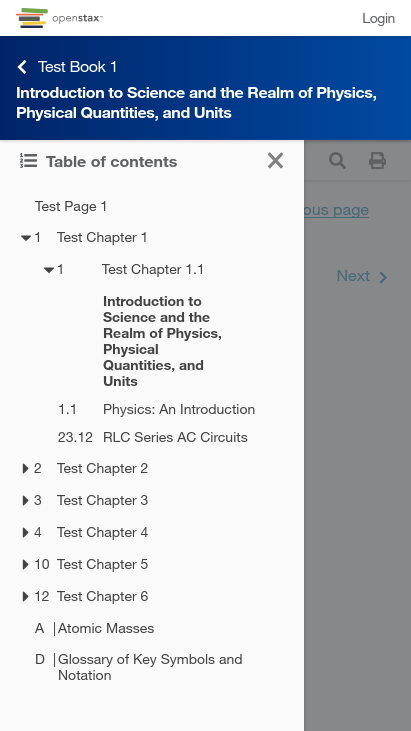 openstax™
Login
Test Book 1
Introduction to Science and the Realm of Physics,
Physical Quantities, and Units
Table of contents
Test Page 1
ous page
1 Test Chapter 1
1 Test Chapter 1.1
Next
Introduction to
Science and the
Realm of Physics,
Physical
Quantities, and
Units
1.1 Physics: An Introduction
23.12 RLC Series AC Circuits
2 Test Chapter 2
3 Test Chapter 3
4 Test Chapter 4
10 Test Chapter 5
12 Test Chapter 6
A | Atomic Masses
D | Glossary of Key Symbols and
Notation